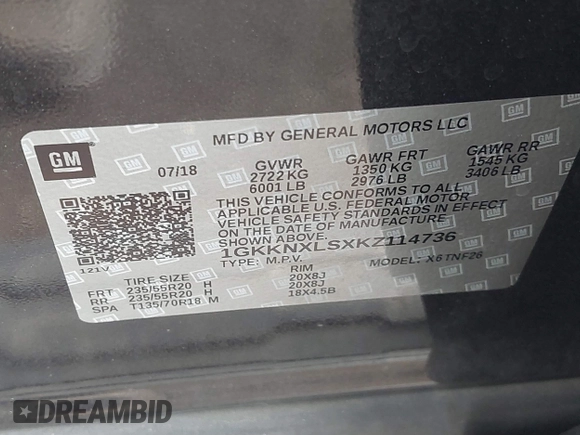 MFD BY GENERAL MOTORS LLC
GM
07/18 GVWR GAWR FRT GAWR RR
2722 KG 1350 KG 1545 KG
6001 LB 2976 LB 3406 LB
THIS VEHICLE CONFORMS TO ALL
APPLICABLE U.S. FEDERAL MOTOR
VEHICLE SAFETY STANDARDS IN EFFECT
ON THE DATE OF MANUFACTURE
SHOWN ABOVE.
1GKKNXLSXKZ114736
121V TYPE: M.P.V. MODEL: X6 TNF26
TIRE SIZE RIM
FRT 235/55R20 H 20X8J
RR 235/55R20 H 20X8J
SPA T135/70R18 M 18X4.5B
DREAMBID